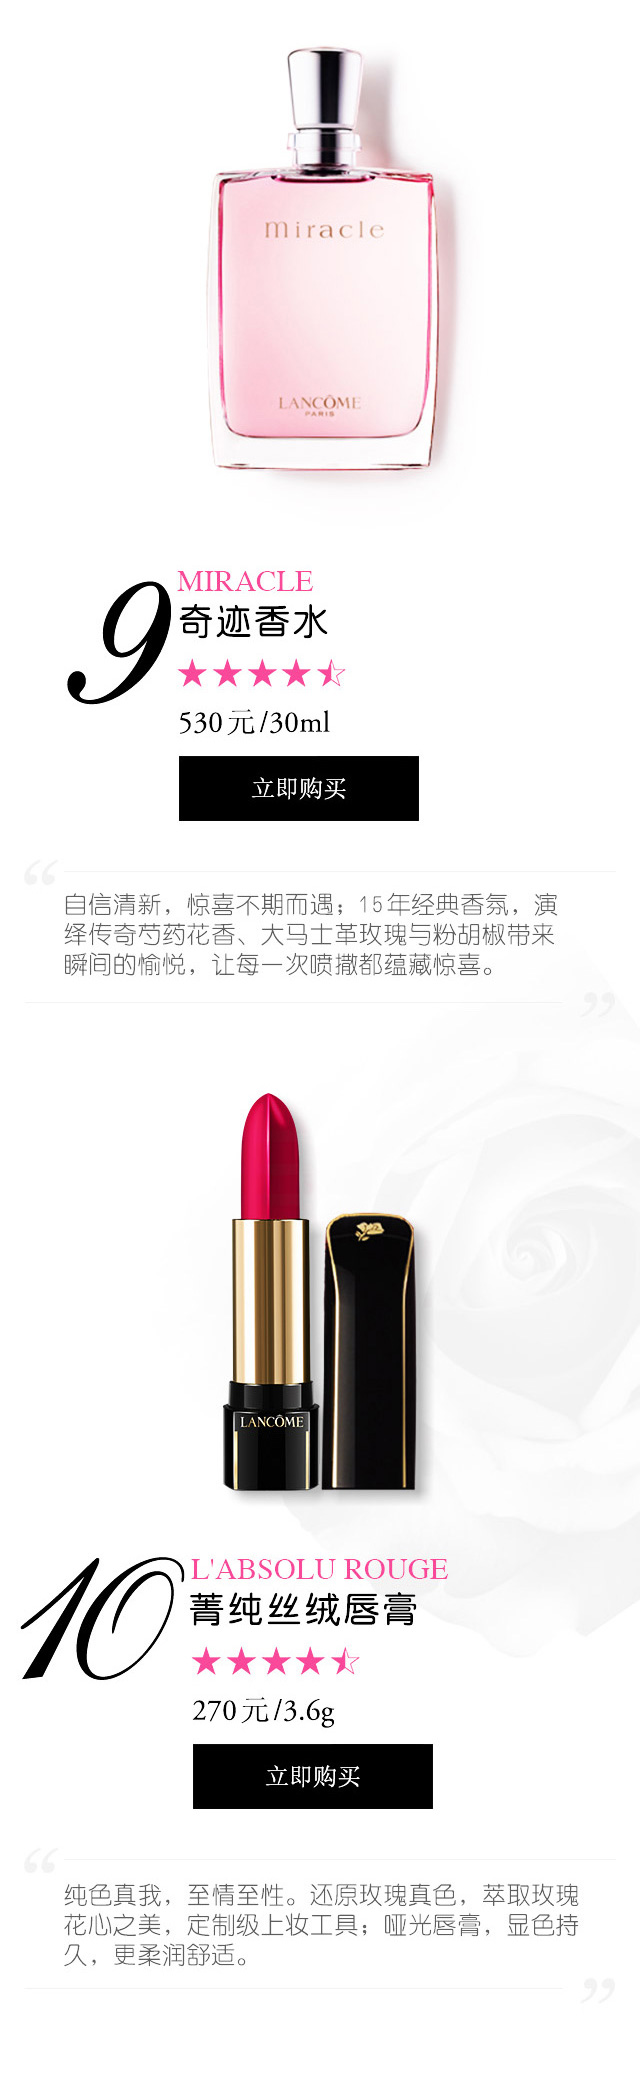 miracle
LANCÔME
PARIS
9
MIRACLE
奇迹香水
530元/30ml
立即购买
“
自信清新，惊喜不期而遇；15年经典香氛，演
绎传奇芍药花香、大马士革玫瑰与粉胡椒带来
瞬间的愉悦，让每一次喷撒都蕴藏惊喜。
”
LANCÔME
10
L'ABSOLU ROUGE
菁纯丝绒唇膏
270元/3.6g
立即购买
“
纯色真我，至情至性。还原玫瑰真色，萃取玫瑰
花心之美，定制级上妆工具；哑光唇膏，显色持
久，更柔润舒适。
”